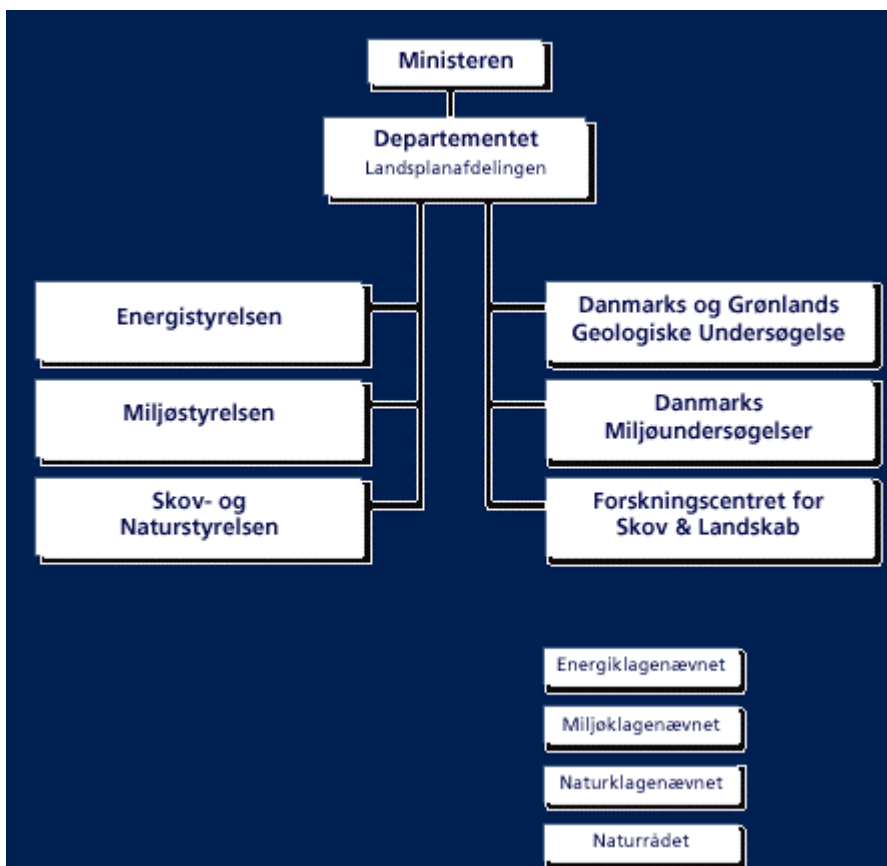 Ministeren
Departementet
Landsplanafdelingen
Energistyrelsen
Miljøstyrelsen
Skov- og
Naturstyrelsen
Danmarks og Grønlands
Geologiske Undersøgelse
Danmarks
Miljøundersøgelser
Forskningscentret for
Skov & Landskab
Energiklagenævnet
Miljøklagenævnet
Naturklagenævnet
Naturrådet